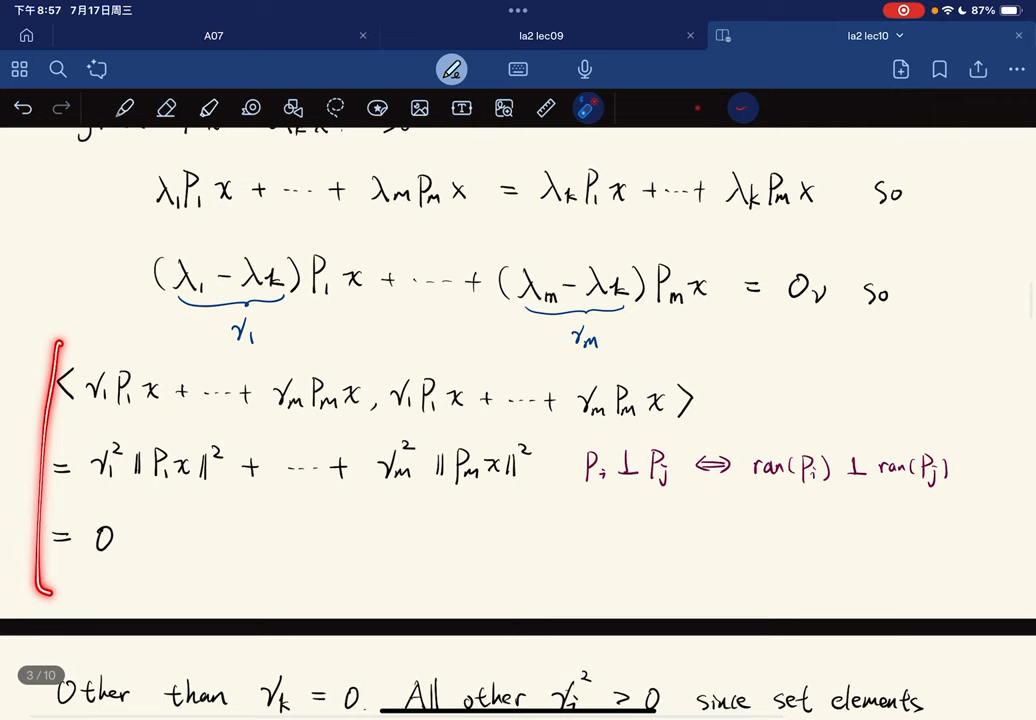 下午8:57 7月17日周三
87%
A07
la2 lec09
la2 lec10
λ₁P₁x + ··· + λₘPₘx = λₖP₁x + ··· + λₖPₘx so
(λ₁ - λₖ)P₁x + ··· + (λₘ - λₖ)Pₘx = 0ᵥ so
γ₁ γₘ
<γ₁P₁x + ··· + γₘPₘx, γ₁P₁x + ··· + γₘPₘx>
= γ₁²‖P₁x‖² + ··· + γₘ²‖Pₘx‖² Pᵢ ⊥ Pⱼ ⇔ ran(Pᵢ) ⊥ ran(Pⱼ)
= 0
3 / 10
Other than γₖ = 0. All other γᵢ² > 0 since set elements